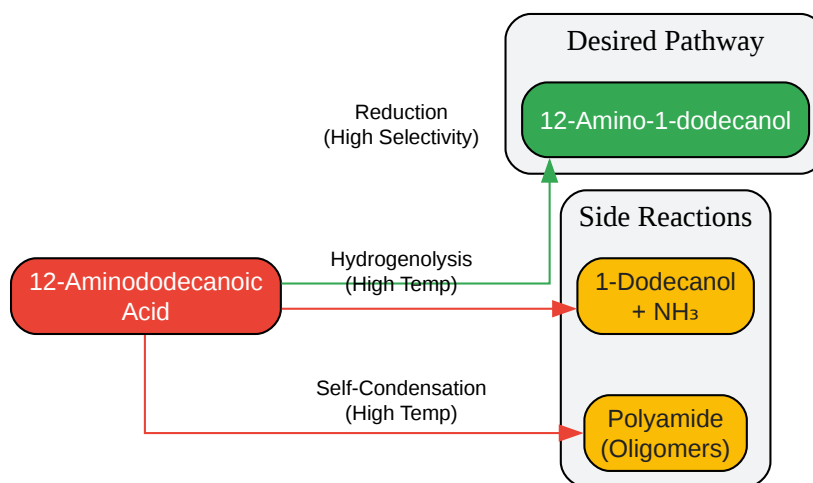 Desired Pathway
Reduction
(High Selectivity)
12-Amino-1-dodecanol
Side Reactions
12-Aminododecanoic
Acid
Hydrogenolysis
(High Temp)
1-Dodecanol
+ NH₃
Self-Condensation
(High Temp)
Polyamide
(Oligomers)